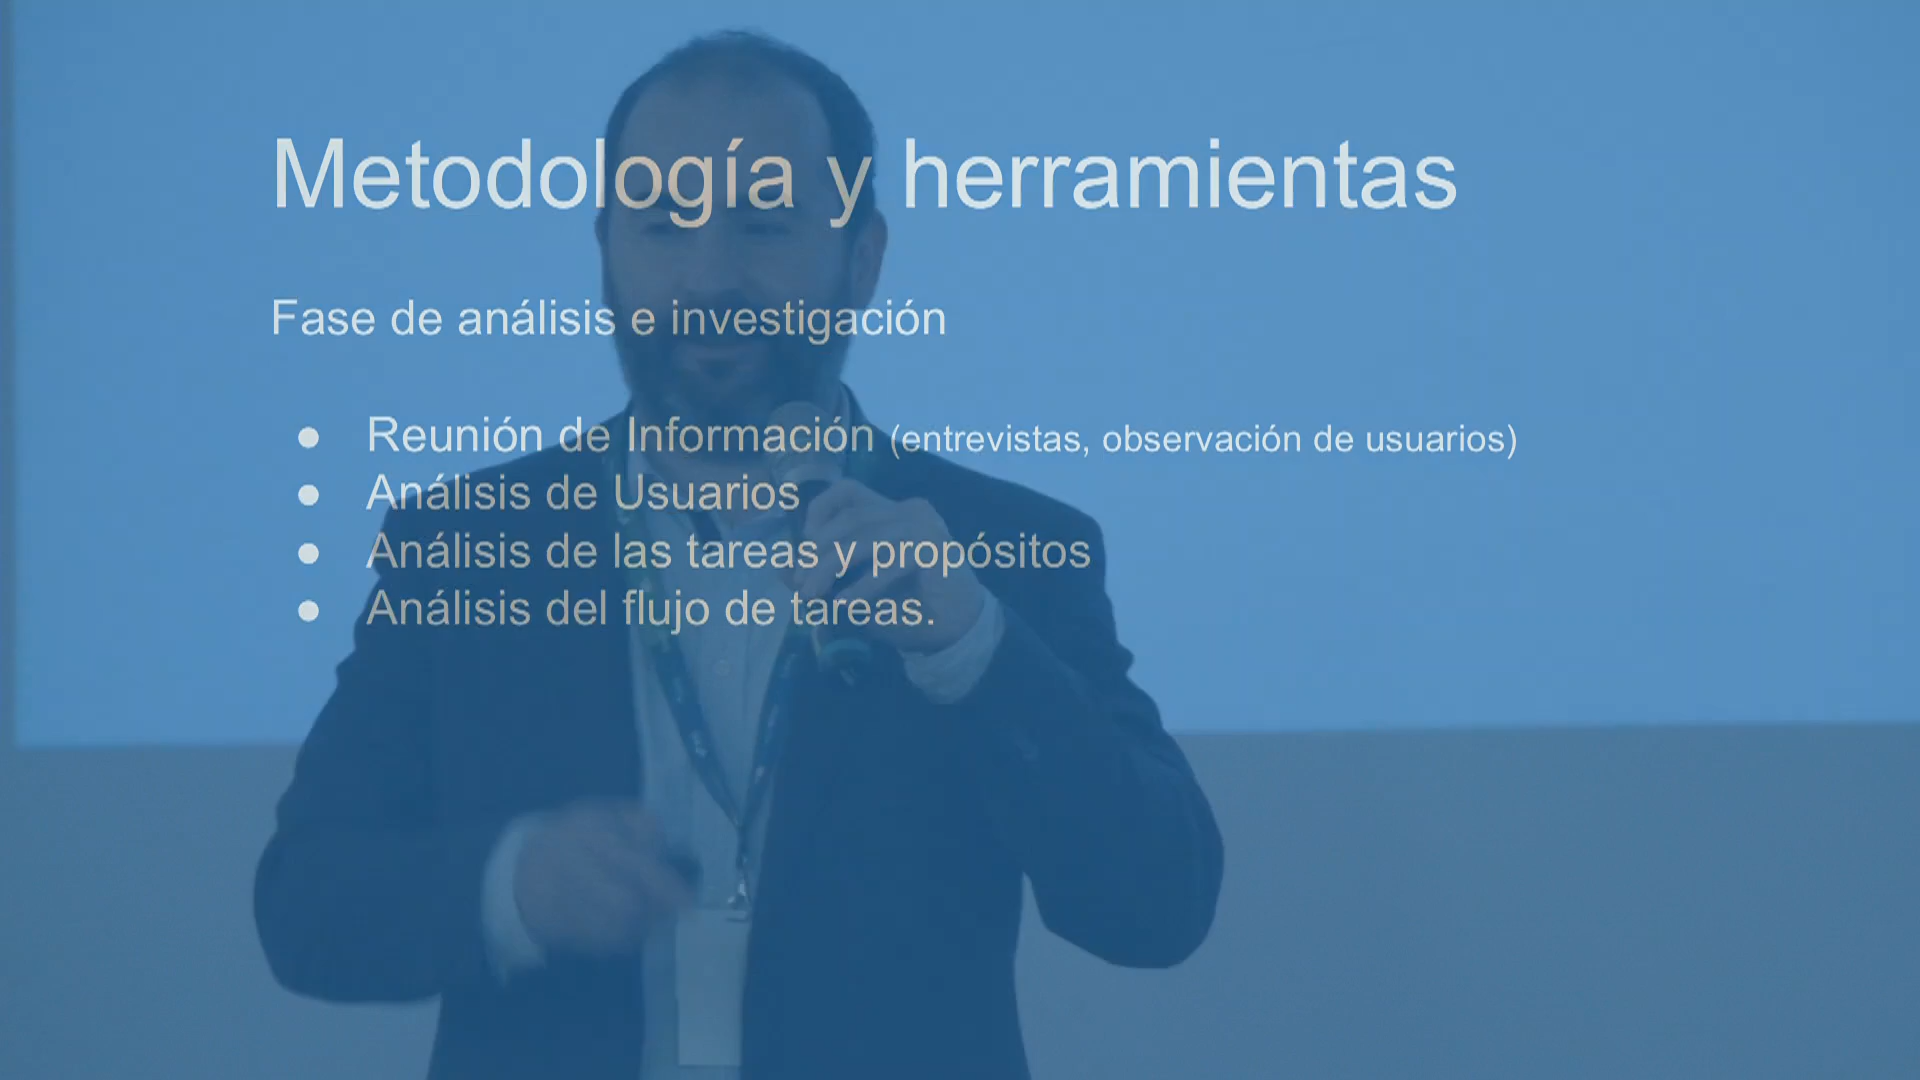 Metodología y herramientas
Fase de análisis e investigación
● Reunión de Información (entrevistas, observación de usuarios)
● Análisis de Usuarios
● Análisis de las tareas y propósitos
● Análisis del flujo de tareas.